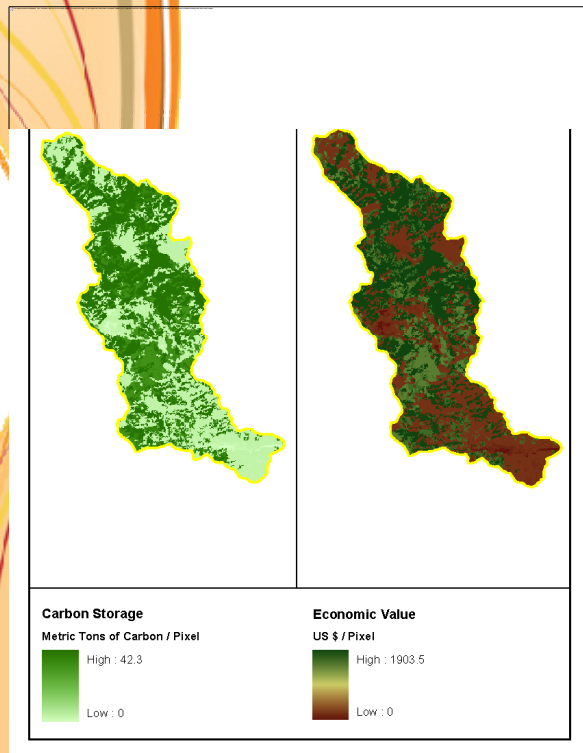 Carbon Storage
Metric Tons of Carbon / Pixel
High : 42.3
Low : 0
Economic Value
US $ / Pixel
High : 1903.5
Low : 0